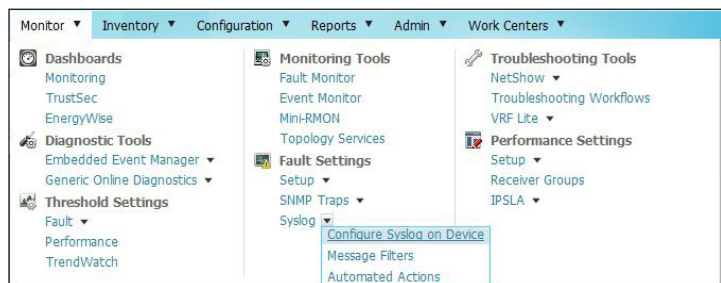 Monitor ▼ Inventory ▼ Configuration ▼ Reports ▼ Admin ▼ Work Centers ▼
Dashboards
Monitoring
TrustSec
EnergyWise
Diagnostic Tools
Embedded Event Manager ▼
Generic Online Diagnostics ▼
Threshold Settings
Fault ▼
Performance
TrendWatch
Monitoring Tools
Fault Monitor
Event Monitor
Mini-RMON
Topology Services
Fault Settings
Setup ▼
SNMP Traps ▼
Syslog ▼
Configure Syslog on Device
Message Filters
Automated Actions
Troubleshooting Tools
NetShow ▼
Troubleshooting Workflows
VRF Lite ▼
Performance Settings
Setup ▼
Receiver Groups
IPSLA ▼